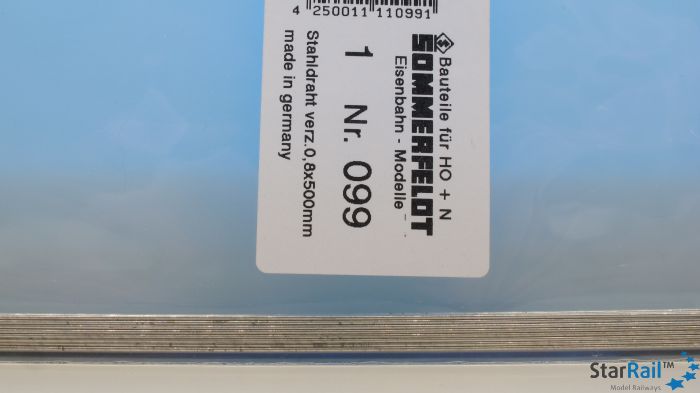 4 250011 110991
Bauteile für HO + N
SOMMERFELDT
Eisenbahn - Modelle
1 Nr. 099
Stahldraht verz.0,8x500mm
made in germany
StarRail™
Model Railways